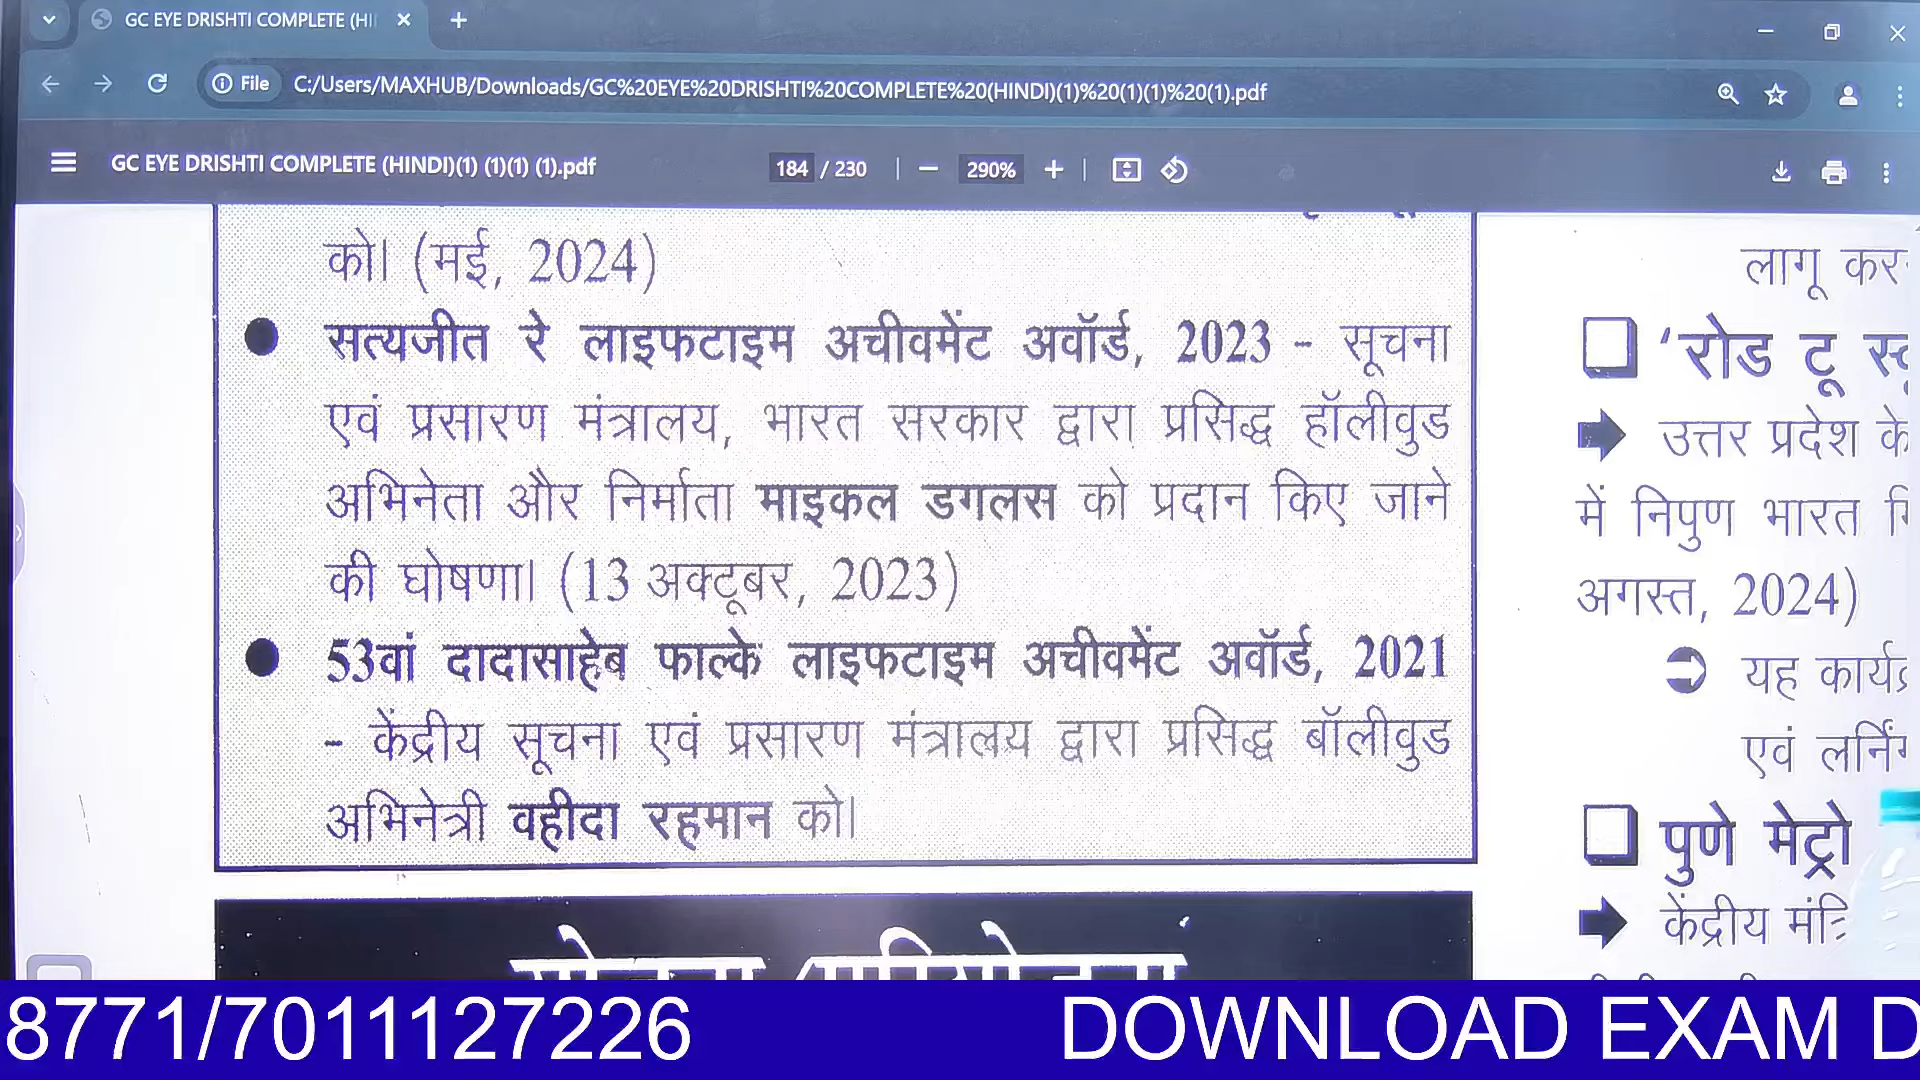 GC EYE DRISHTI COMPLETE (HI
File C:/Users/MAXHUB/Downloads/GC%20EYE%20DRISHTI%20COMPLETE%20(HINDI)(1)%20(1)(1)%20(1).pdf
GC EYE DRISHTI COMPLETE (HINDI)(1) (1)(1) (1).pdf
184 / 230
290%
को। (मई, 2024)
● सत्यजीत रे लाइफटाइम अचीवमेंट अवॉर्ड, 2023 - सूचना
एवं प्रसारण मंत्रालय, भारत सरकार द्वारा प्रसिद्ध हॉलीवुड
अभिनेता और निर्माता माइकल डगलस को प्रदान किए जाने
की घोषणा। (13 अक्टूबर, 2023)
● 53वां दादासाहेब फाल्के लाइफटाइम अचीवमेंट अवॉर्ड, 2021
- केंद्रीय सूचना एवं प्रसारण मंत्रालय द्वारा प्रसिद्ध बॉलीवुड
अभिनेत्री वहीदा रहमान को।
लागू कर
'रोड टू
उत्तर प्रदेश के
में निपुण भारत
अगस्त, 2024)
यह
एवं
पुणे मेट्रो
केंद्रीय
8771/7011127226
DOWNLOAD EXAM D